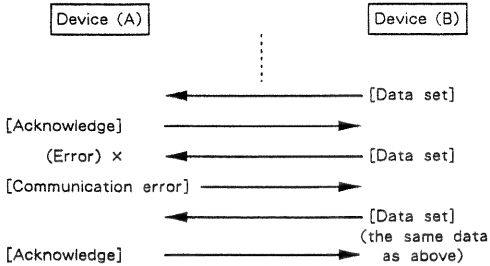 Device (A) Device (B)
[Data set]
[Acknowledge]
(Error) × [Data set]
[Communication error]
[Data set]
(the same data
[Acknowledge] as above)